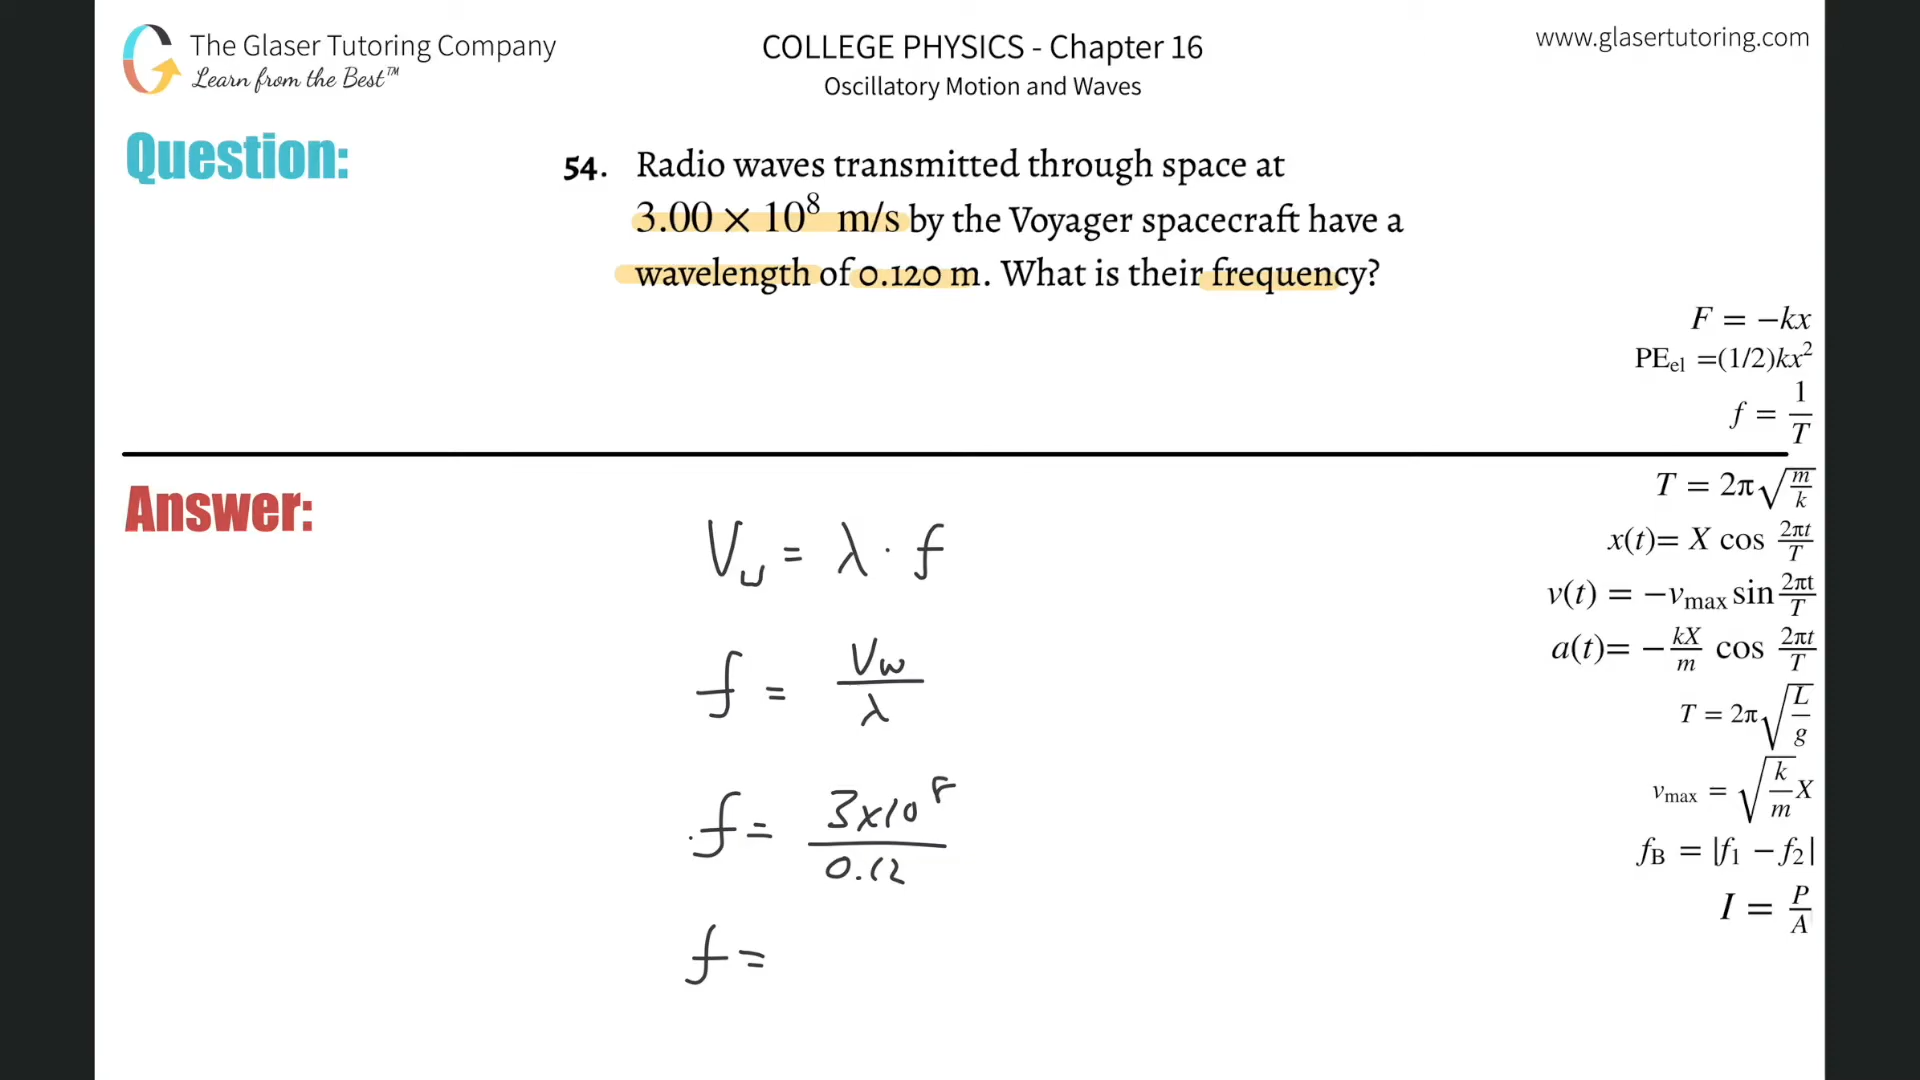 The Glaser Tutoring Company
Learn from the Best™
COLLEGE PHYSICS - Chapter 16
Oscillatory Motion and Waves
www.glasertutoring.com
Question:
54. Radio waves transmitted through space at
3.00 × 10⁸ m/s by the Voyager spacecraft have a
wavelength of 0.120 m. What is their frequency?
F = −kx
PEel =(1/2)kx²
f = 1/T
Answer:
T = 2π√(m/k)
x(t)= X cos 2πt/T
v(t) = −vmax sin 2πt/T
a(t)= − kX/m cos 2πt/T
T = 2π√(L/g)
vmax = √(k/m)X
fB = |f1 − f2|
I = P/A
Vw = λ · f
f = Vw/λ
f = 3x10⁸/0.12
f =